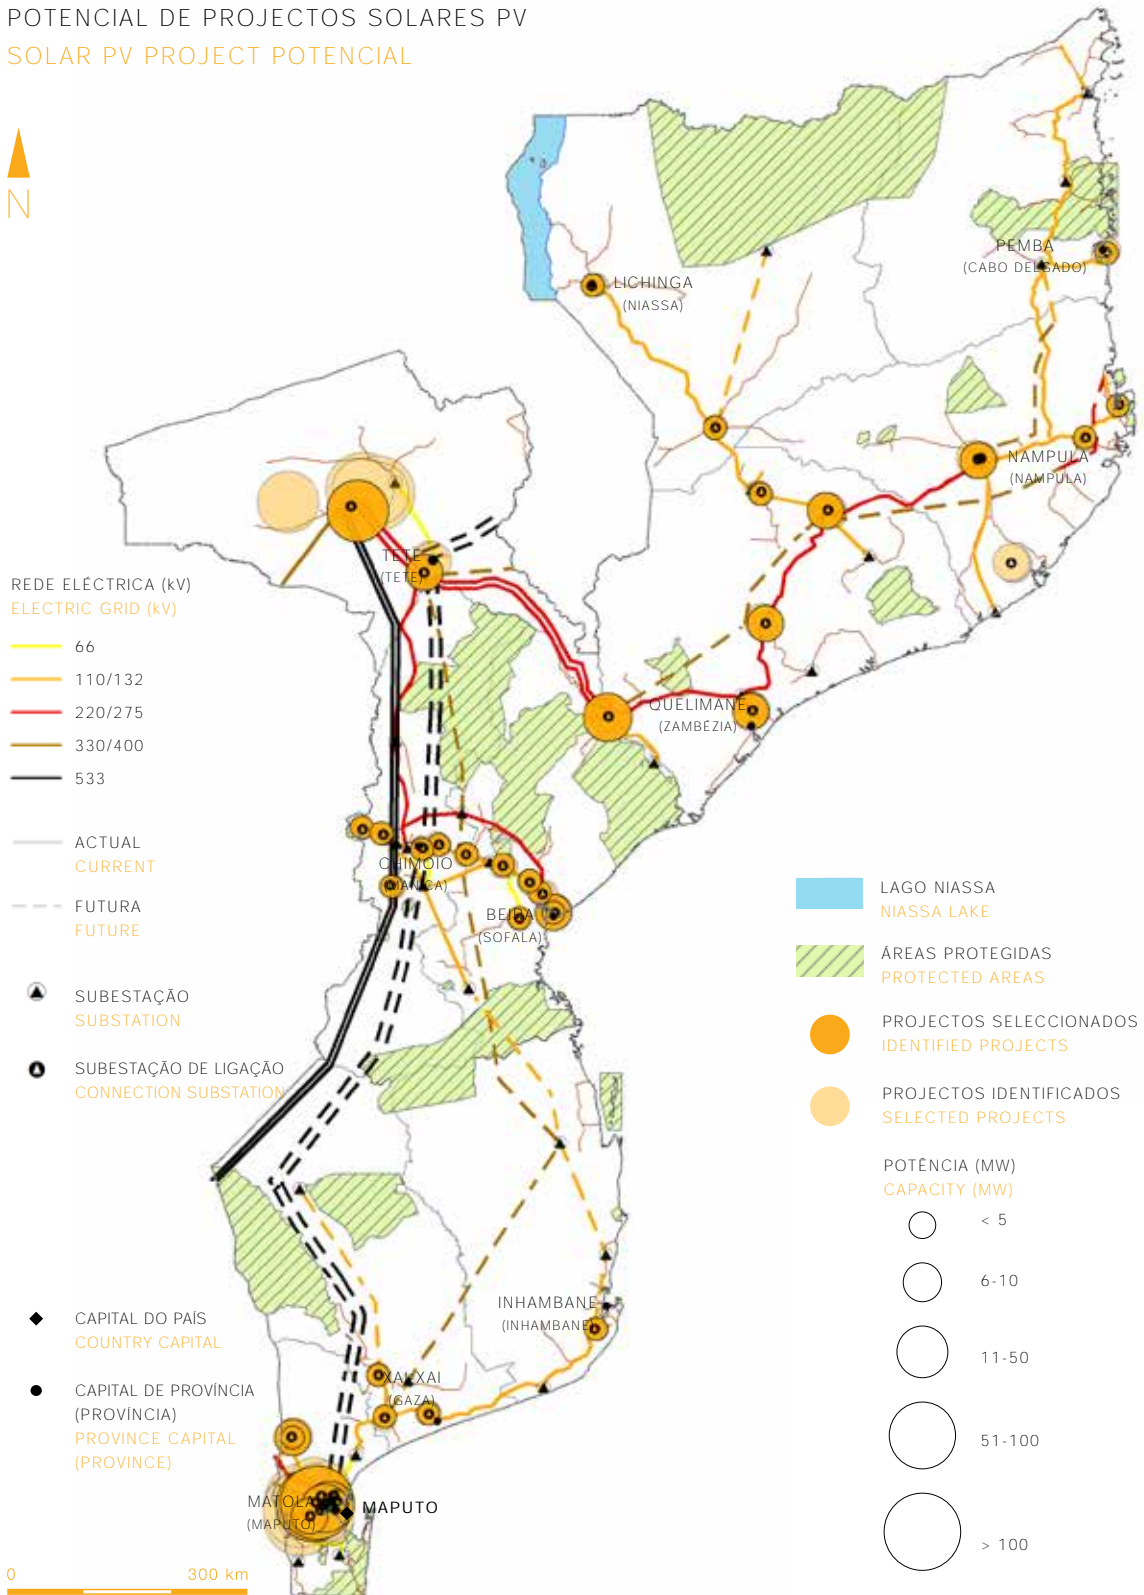 POTENCIAL DE PROJECTOS SOLARES PV
SOLAR PV PROJECT POTENCIAL
N
PEMBA
(CABO DELGADO)
LICHINGA
(NIASSA)
NAMPULA
(NAMPULA)
TETE
(TETE)
REDE ELÉCTRICA (kV)
ELECTRIC GRID (kV)
66
110/132
220/275
330/400
533
ACTUAL
CURRENT
FUTURA
FUTURE
SUBESTAÇÃO
SUBSTATION
SUBESTAÇÃO DE LIGAÇÃO
CONNECTION SUBSTATION
QUELIMANE
(ZAMBÉZIA)
CHIMOIO
(MANICA)
BEIRA
(SOFALA)
LAGO NIASSA
NIASSA LAKE
ÁREAS PROTEGIDAS
PROTECTED AREAS
PROJECTOS SELECCIONADOS
IDENTIFIED PROJECTS
PROJECTOS IDENTIFICADOS
SELECTED PROJECTS
POTÊNCIA (MW)
CAPACITY (MW)
< 5
6-10
11-50
51-100
> 100
INHAMBANE
(INHAMBANE)
CAPITAL DO PAÍS
COUNTRY CAPITAL
CAPITAL DE PROVÍNCIA
(PROVÍNCIA)
PROVINCE CAPITAL
(PROVINCE)
XAI-XAI
(GAZA)
MATOLA
(MAPUTO)
MAPUTO
0 300 km